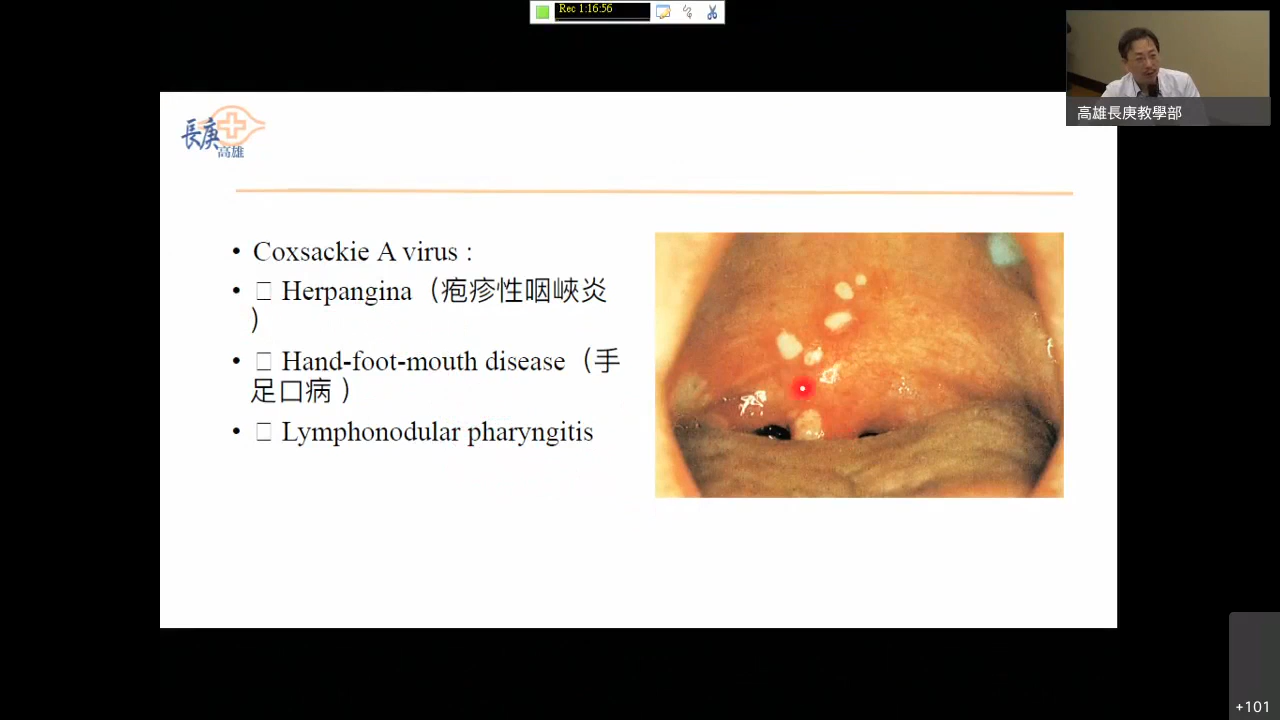 Rec 1:16:56
高雄長庚教學部
長庚
高雄
• Coxsackie A virus :
• □ Herpangina（疱疹性咽峽炎
）
• □ Hand-foot-mouth disease（手
足口病 ）
• □ Lymphonodular pharyngitis
+101